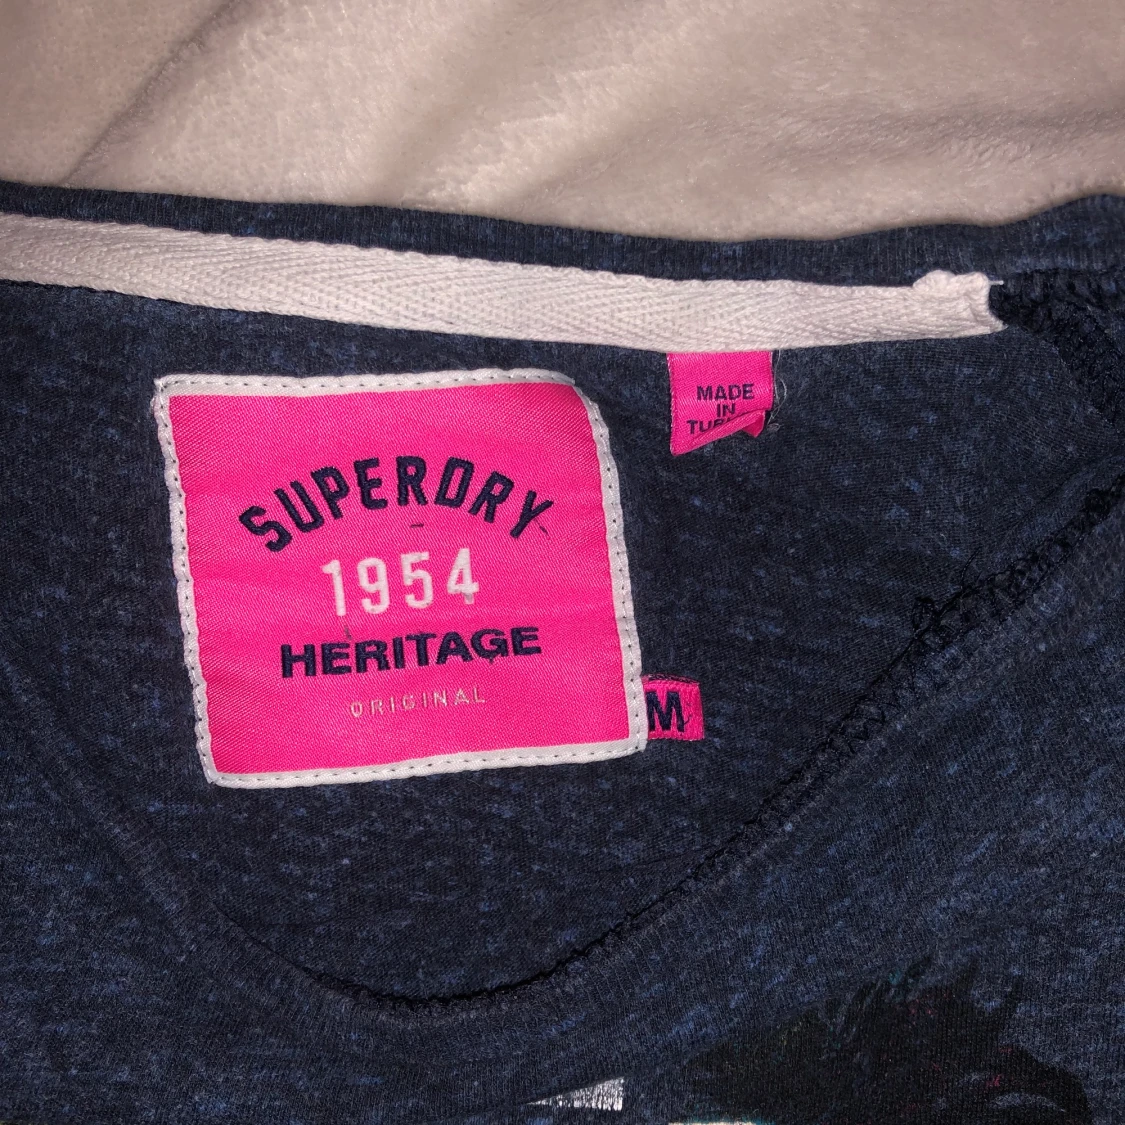 MADE
IN
SUPERDRY
1954
HERITAGE
ORIGINAL
M